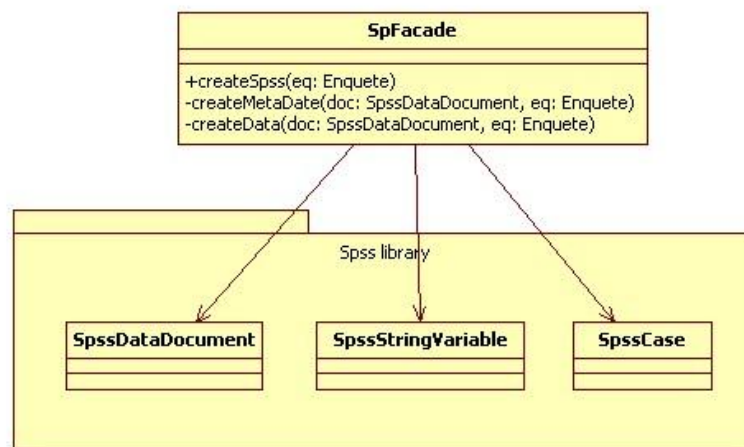 SpFacade
+createSpss(eq: Enquete)
-createMetaDate(doc: SpssDataDocument, eq: Enquete)
-createData(doc: SpssDataDocument, eq: Enquete)
Spss library
SpssDataDocument
SpssStringVariable
SpssCase